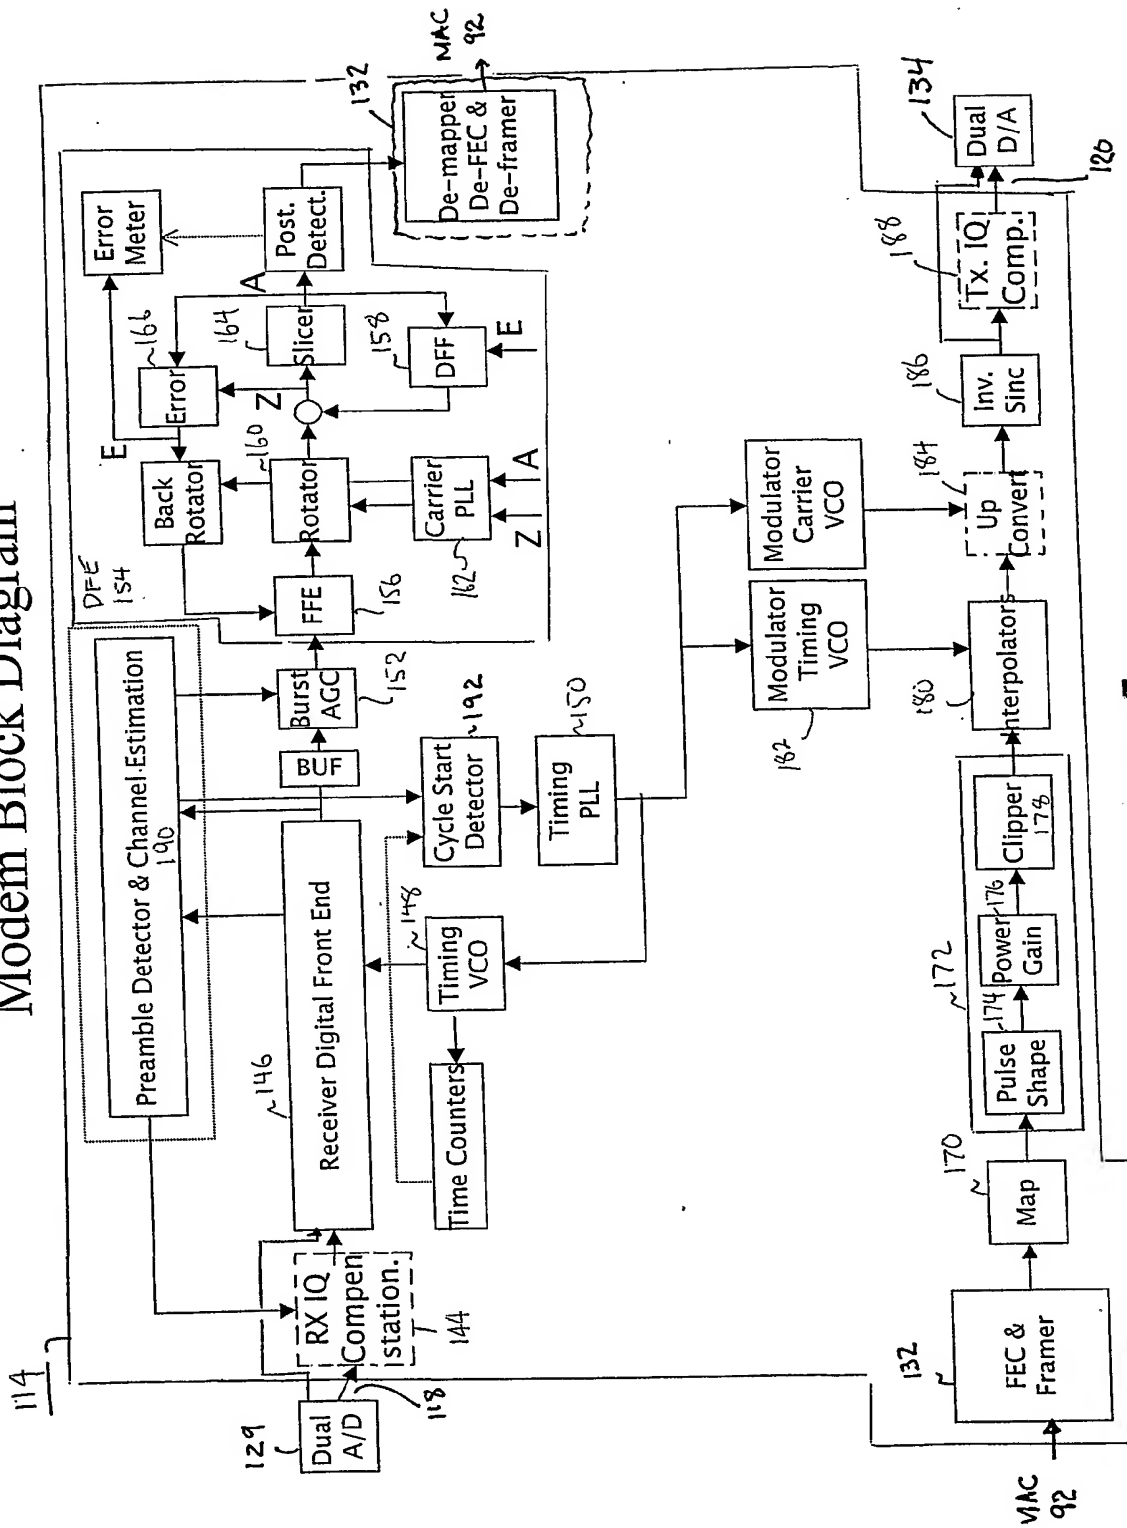 Modem Block Diagram
114
Preamble Detector & Channel Estimation
190
DFE
154
Back
Rotator
E
Error
~166
Error
Meter
129
Dual
A/D
118
RX IQ
Compen
station.
144
~146
Receiver Digital Front End
BUF
Burst
AGC
152
FFE
156
Rotator
~160
Z
Slicer
164
A
Post.
Detect.
132
De-mapper
De-FEC &
De-framer
MAC
92
Carrier
PLL
162
Z
A
DFF
158
E
Time Counters
Timing
VCO
~148
Cycle Start
Detector
~192
Timing
PLL
~150
Modulator
Timing
VCO
182
Modulator
Carrier
VCO
MAC
92
132
FEC &
Framer
170
Map
~172
Pulse
Shape
174
Power
Gain
176
Clipper
178
Interpolators
180
Up
Convert
184
Inv.
Sinc
186
Tx. IQ
Comp.
188
Dual
D/A
134
120